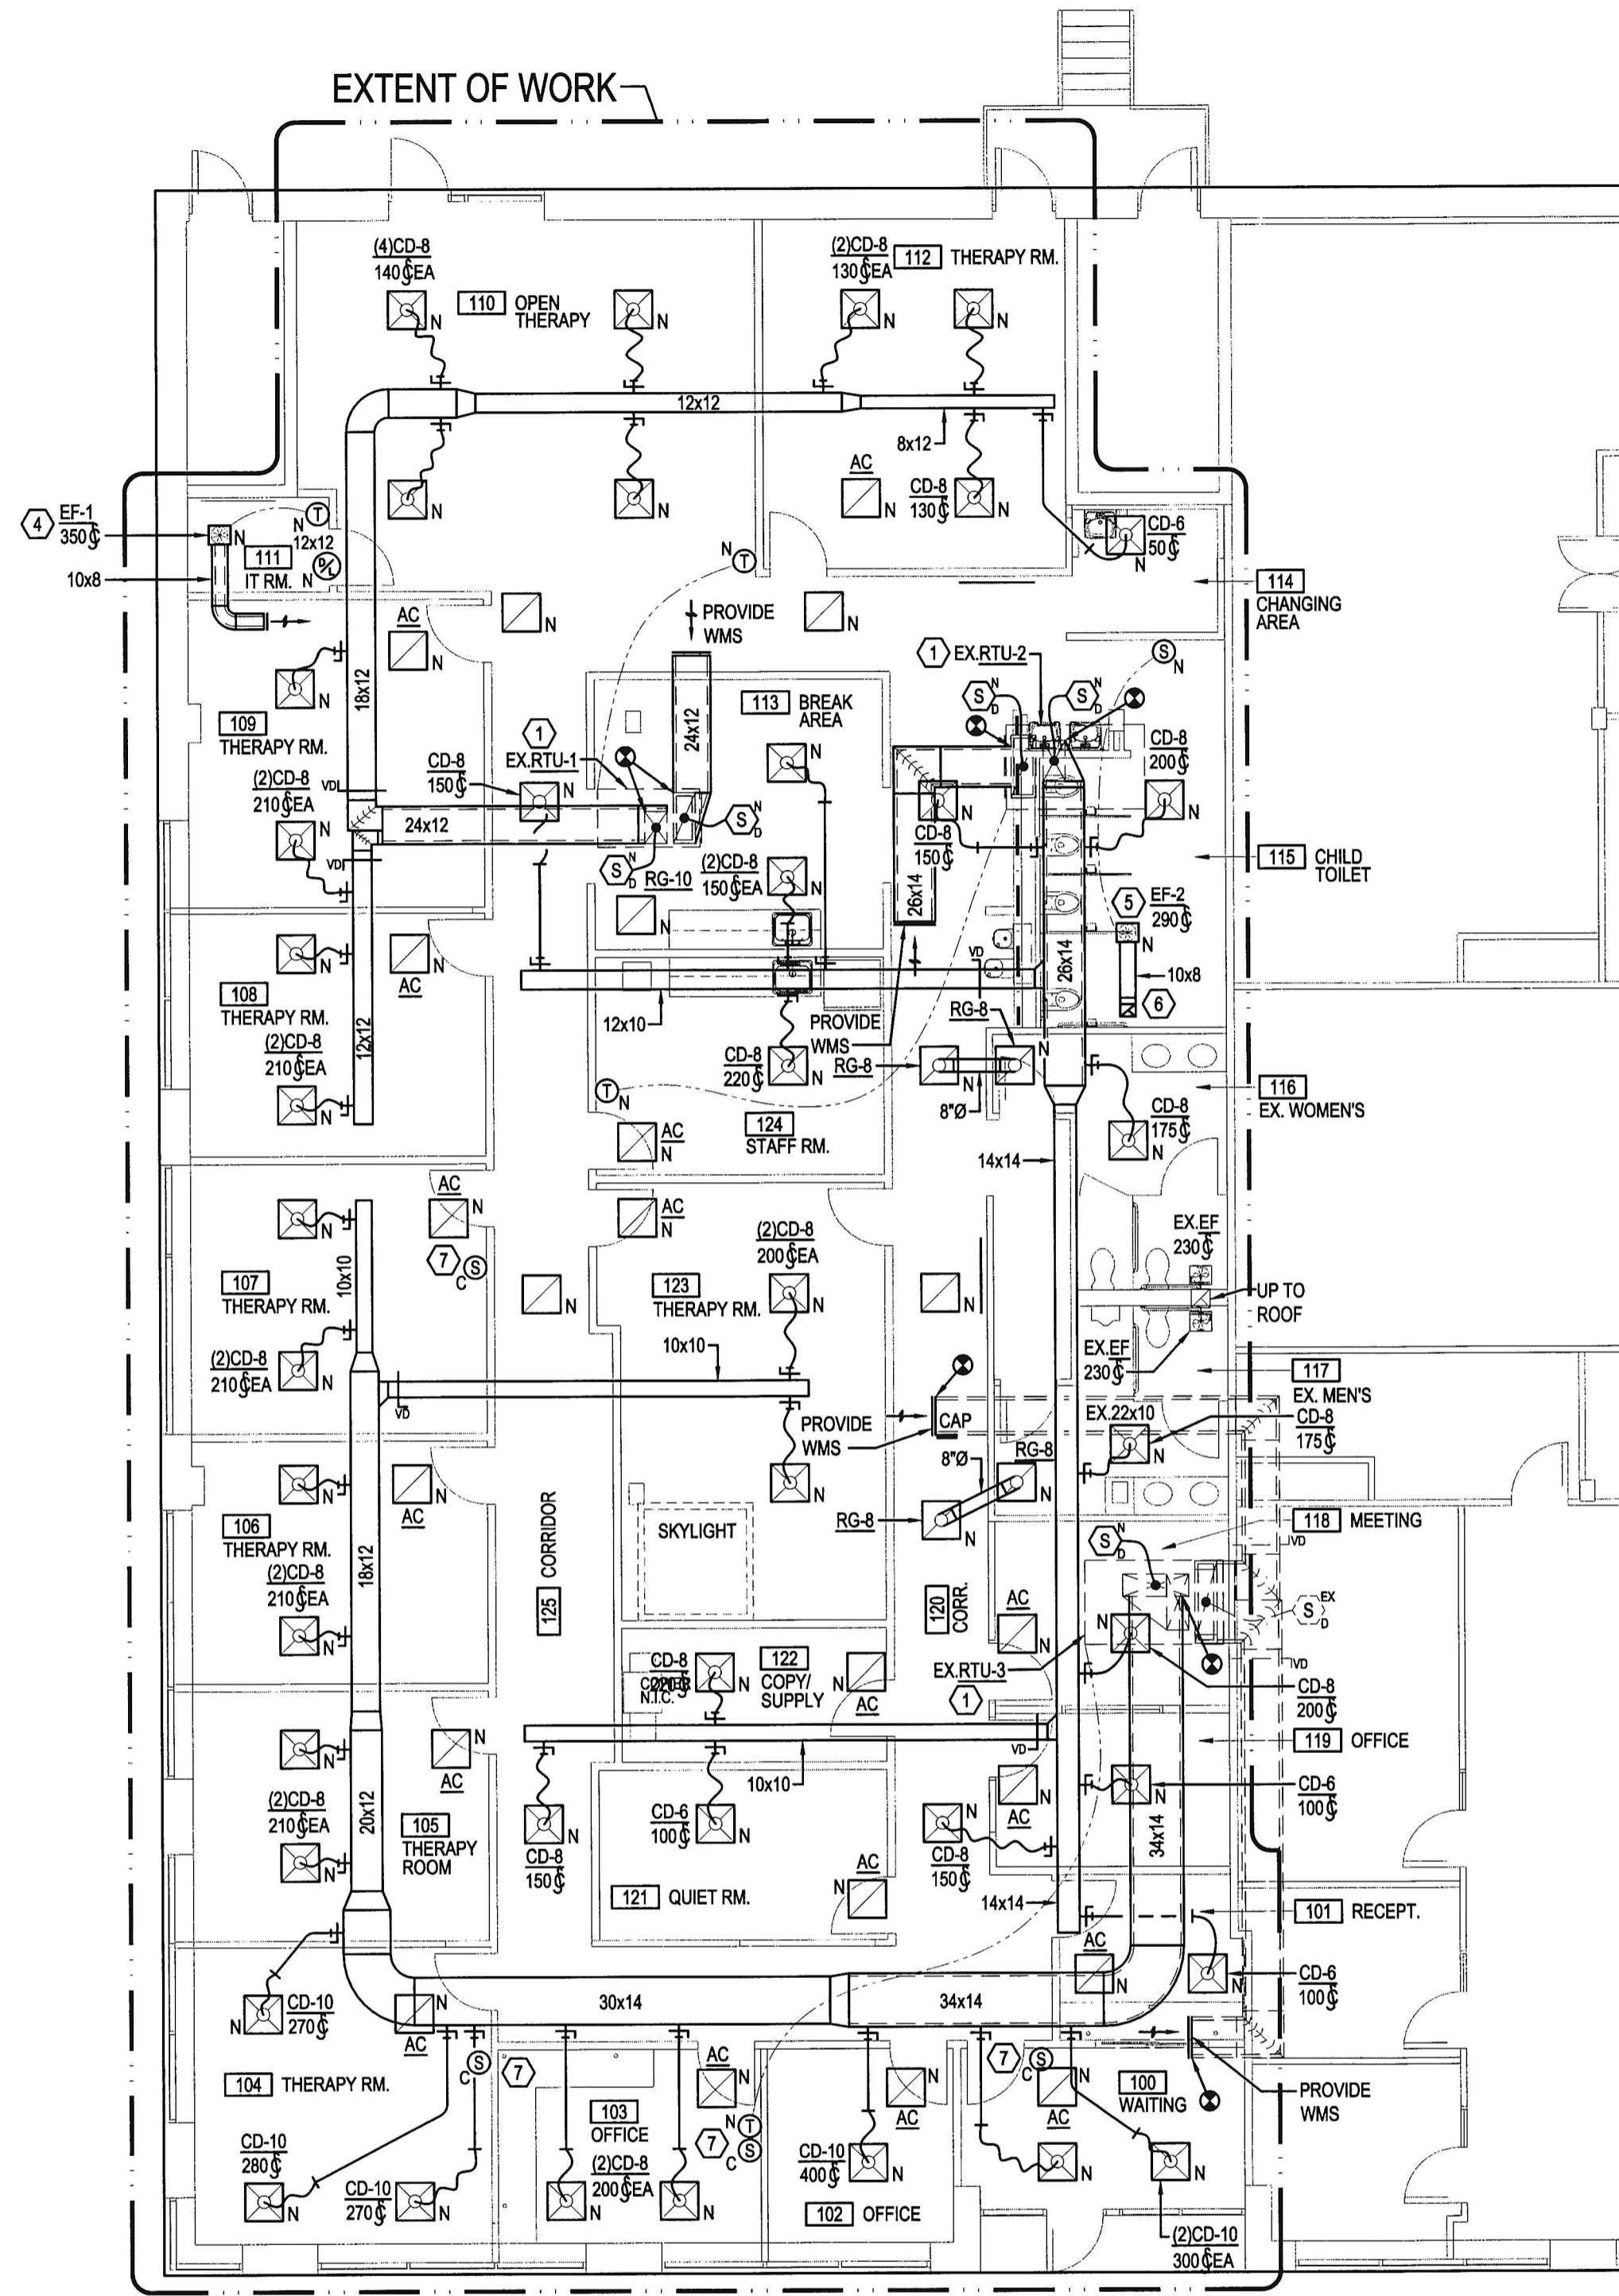 EXTENT OF WORK
(4)CD-8
140 CFM EA
110 OPEN
THERAPY
(2)CD-8
130 CFM EA
112 THERAPY RM.
N
N
N
N
12x12
8x12
AC
N
CD-8
130 CFM
N
N
N
CD-6
50 CFM
N
4
EF-1
350 CFM
N
T
N
12x12
111
IT RM.
N
D/L
10x8
N
T
114
CHANGING
AREA
AC
N
N
PROVIDE
WMS
N
18x12
N
109
THERAPY RM.
(2)CD-8
210 CFM EA
VD
N
24x12
VD
CD-8
150 CFM
N
1
EX.RTU-1
24x12
113 BREAK
AREA
N
1 EX.RTU-2
S N D
S N D
S N
CD-8
200 CFM
N
S N D
S N D
RG-10
N
(2)CD-8
150 CFM EA
N
N
CD-8
150 CFM
26x14
115 CHILD
TOILET
5
EF-2
290 CFM
N
10x8
6
VD
26x14
N
AC
108
THERAPY RM.
(2)CD-8
210 CFM EA
N
12x12
12x10
PROVIDE
WMS
RG-8
RG-8
N
N
8"Ø
CD-8
220 CFM
N
T N
124
STAFF RM.
AC
N
116
EX. WOMEN'S
CD-8
175 CFM
N
14x14
AC
7
C S
N
10x10
107
THERAPY RM.
(2)CD-8
210 CFM EA
N
AC
N
N
123
THERAPY RM.
(2)CD-8
200 CFM EA
N
N
EX.EF
230 CFM
UP TO
ROOF
EX.EF
230 CFM
10x10
VD
117
EX. MEN'S
CD-8
175 CFM
N
EX.22x10
CAP
PROVIDE
WMS
8"Ø
RG-8
N
RG-8
N
N
N
AC
106
THERAPY RM.
(2)CD-8
210 CFM EA
N
18x12
125 CORRIDOR
SKYLIGHT
118 MEETING
VD
S N D
S EX D
120 CORR.
AC
N
N
VD
EX.RTU-3
1
CD-8
200 CFM
CD-8
220 CFM
COPIER
N.I.C.
N
122
COPY/
SUPPLY
N
AC
N
N
AC
VD
10x10
119 OFFICE
CD-6
100 CFM
N
N
AC
34x14
(2)CD-8
210 CFM EA
N
20x12
105
THERAPY
ROOM
CD-8
150 CFM
N
CD-6
100 CFM
N
N
CD-8
150 CFM
121 QUIET RM.
AC
N
14x14
101 RECEPT.
AC
N
N
CD-6
100 CFM
N
CD-10
270 CFM
N
AC
30x14
34x14
104 THERAPY RM.
S
C
7
AC
N
103
OFFICE
(2)CD-8
200 CFM EA
N
N
N T
7
C S
N
AC
7
S
C
N
AC
100
WAITING
PROVIDE
WMS
CD-10
280 CFM
N
CD-10
270 CFM
N
CD-10
400 CFM
N
102 OFFICE
N
N
(2)CD-10
300 CFM EA